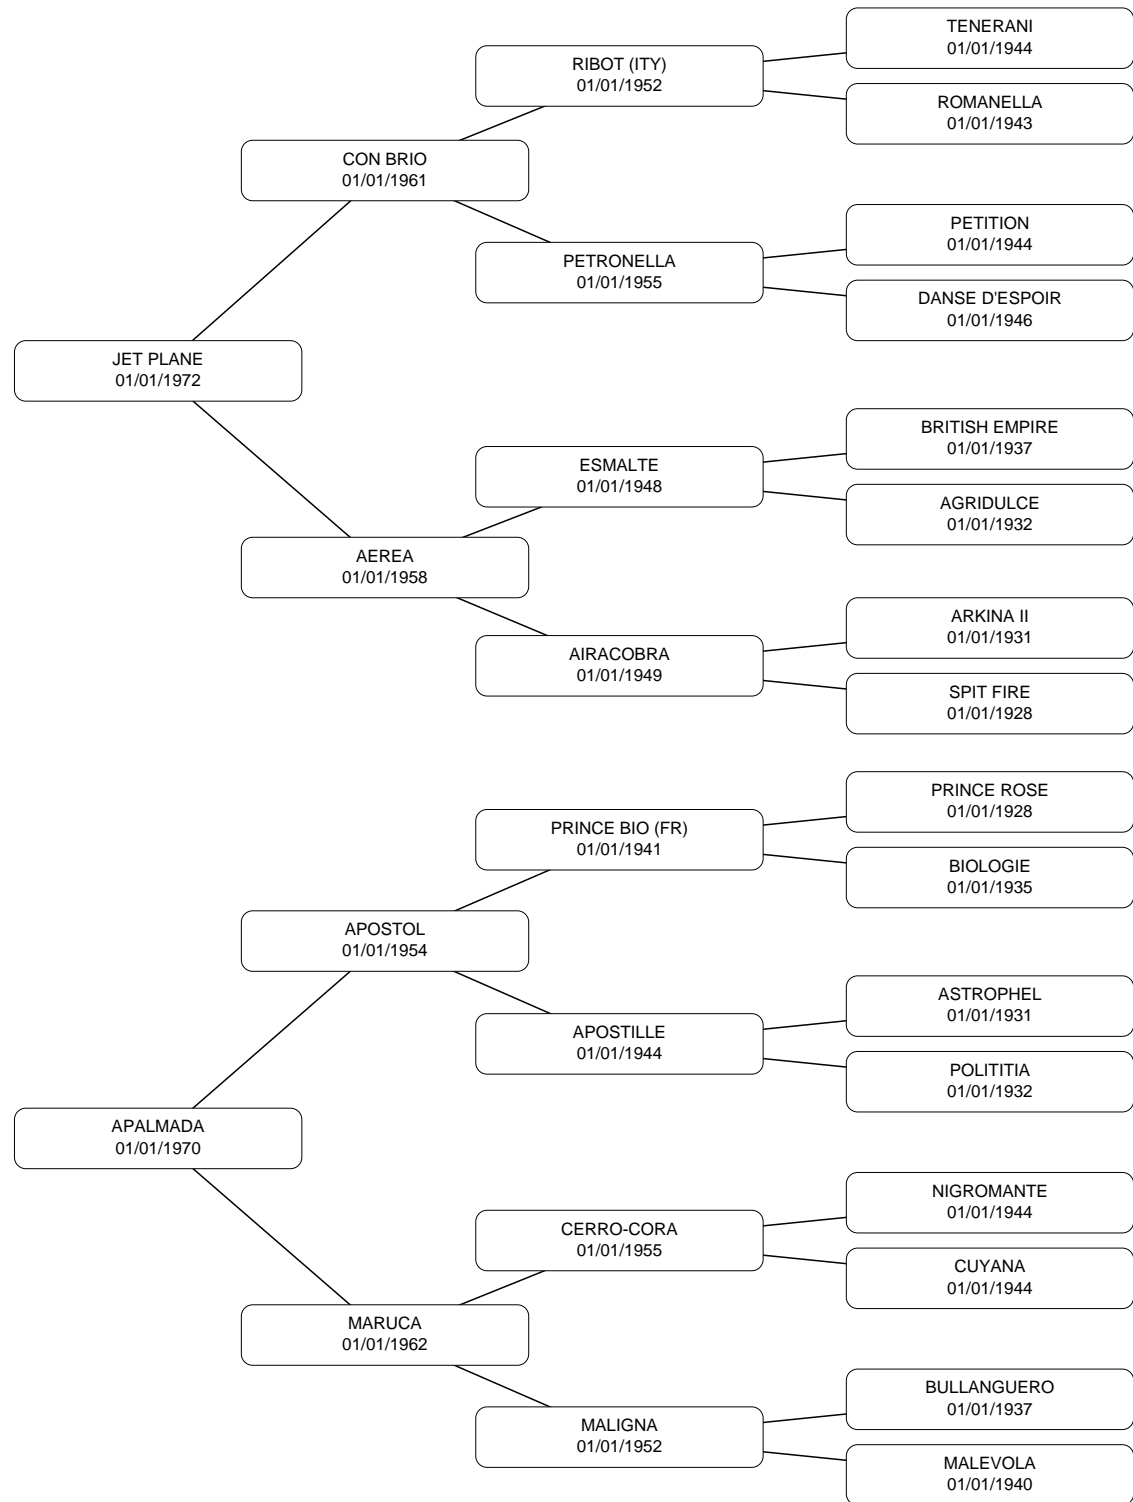 TENERANI
01/01/1944
RIBOT (ITY)
01/01/1952
ROMANELLA
01/01/1943
CON BRIO
01/01/1961
PETITION
01/01/1944
PETRONELLA
01/01/1955
DANSE D'ESPOIR
01/01/1946
JET PLANE
01/01/1972
BRITISH EMPIRE
01/01/1937
ESMALTE
01/01/1948
AGRIDULCE
01/01/1932
AEREA
01/01/1958
ARKINA II
01/01/1931
AIRACOBRA
01/01/1949
SPIT FIRE
01/01/1928
PRINCE ROSE
01/01/1928
PRINCE BIO (FR)
01/01/1941
BIOLOGIE
01/01/1935
APOSTOL
01/01/1954
ASTROPHEL
01/01/1931
APOSTILLE
01/01/1944
POLITITIA
01/01/1932
APALMADA
01/01/1970
NIGROMANTE
01/01/1944
CERRO-CORA
01/01/1955
CUYANA
01/01/1944
MARUCA
01/01/1962
BULLANGUERO
01/01/1937
MALIGNA
01/01/1952
MALEVOLA
01/01/1940